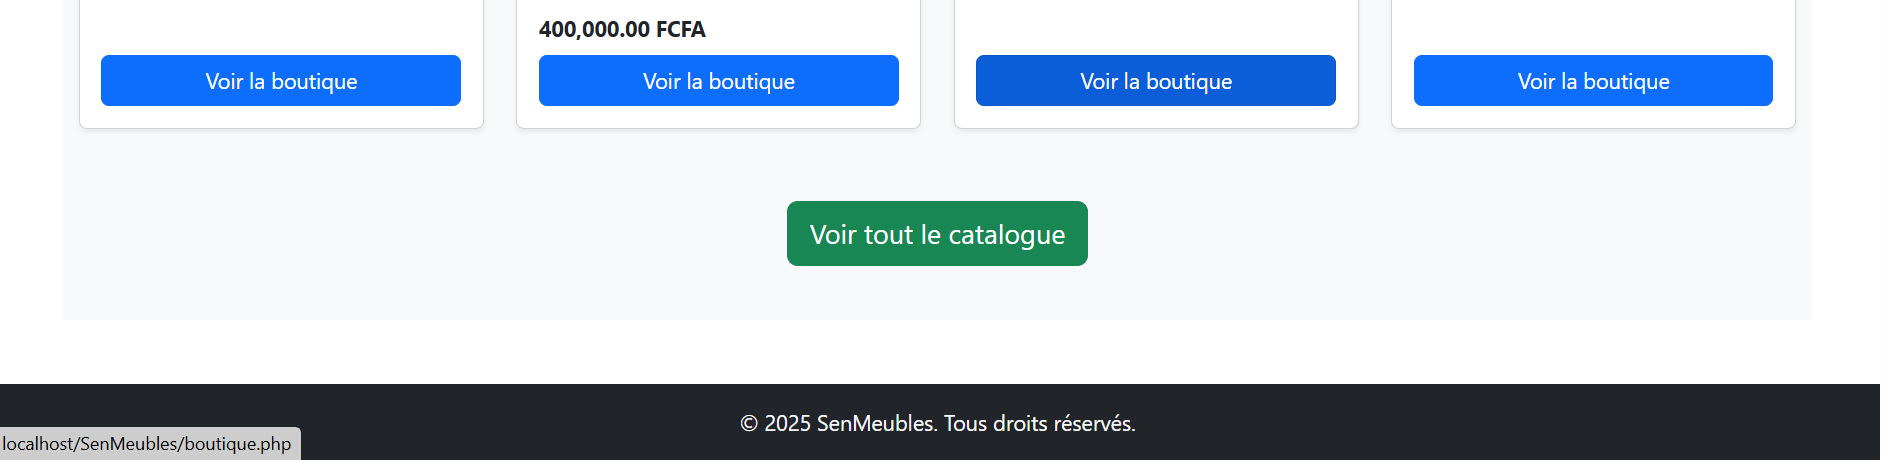 400,000.00 FCFA
Voir la boutique
Voir la boutique
Voir la boutique
Voir la boutique
Voir tout le catalogue
© 2025 SenMeubles. Tous droits réservés.
localhost/SenMeubles/boutique.php